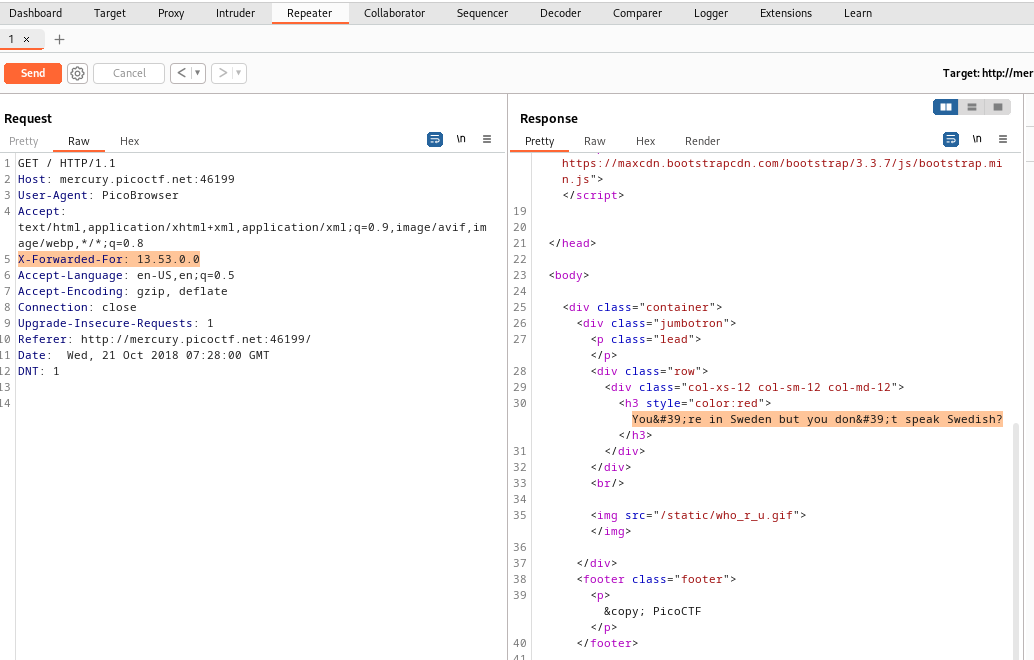 Dashboard Target Proxy Intruder Repeater Collaborator Sequencer Decoder Comparer Logger Extensions Learn
1 × +
Send Cancel < ▾ > ▾ Target: http://mer
Request
Pretty Raw Hex \n
1 GET / HTTP/1.1
2 Host: mercury.picoctf.net:46199
3 User-Agent: PicoBrowser
4 Accept:
text/html,application/xhtml+xml,application/xml;q=0.9,image/avif,im
age/webp,*/*;q=0.8
5 X-Forwarded-For: 13.53.0.0
6 Accept-Language: en-US,en;q=0.5
7 Accept-Encoding: gzip, deflate
8 Connection: close
9 Upgrade-Insecure-Requests: 1
10 Referer: http://mercury.picoctf.net:46199/
11 Date:  Wed, 21 Oct 2018 07:28:00 GMT
12 DNT: 1
13
14
Response
Pretty Raw Hex Render \n
https://maxcdn.bootstrapcdn.com/bootstrap/3.3.7/js/bootstrap.mi
n.js">
</script>
19
20
21 </head>
22
23 <body>
24
25 <div class="container">
26 <div class="jumbotron">
27 <p class="lead">
</p>
28 <div class="row">
29 <div class="col-xs-12 col-sm-12 col-md-12">
30 <h3 style="color:red">
You&#39;re in Sweden but you don&#39;t speak Swedish?
</h3>
31 </div>
32 </div>
33 <br/>
34
35 <img src="/static/who_r_u.gif">
</img>
36
37 </div>
38 <footer class="footer">
39 <p>
&copy; PicoCTF
</p>
40 </footer>
41